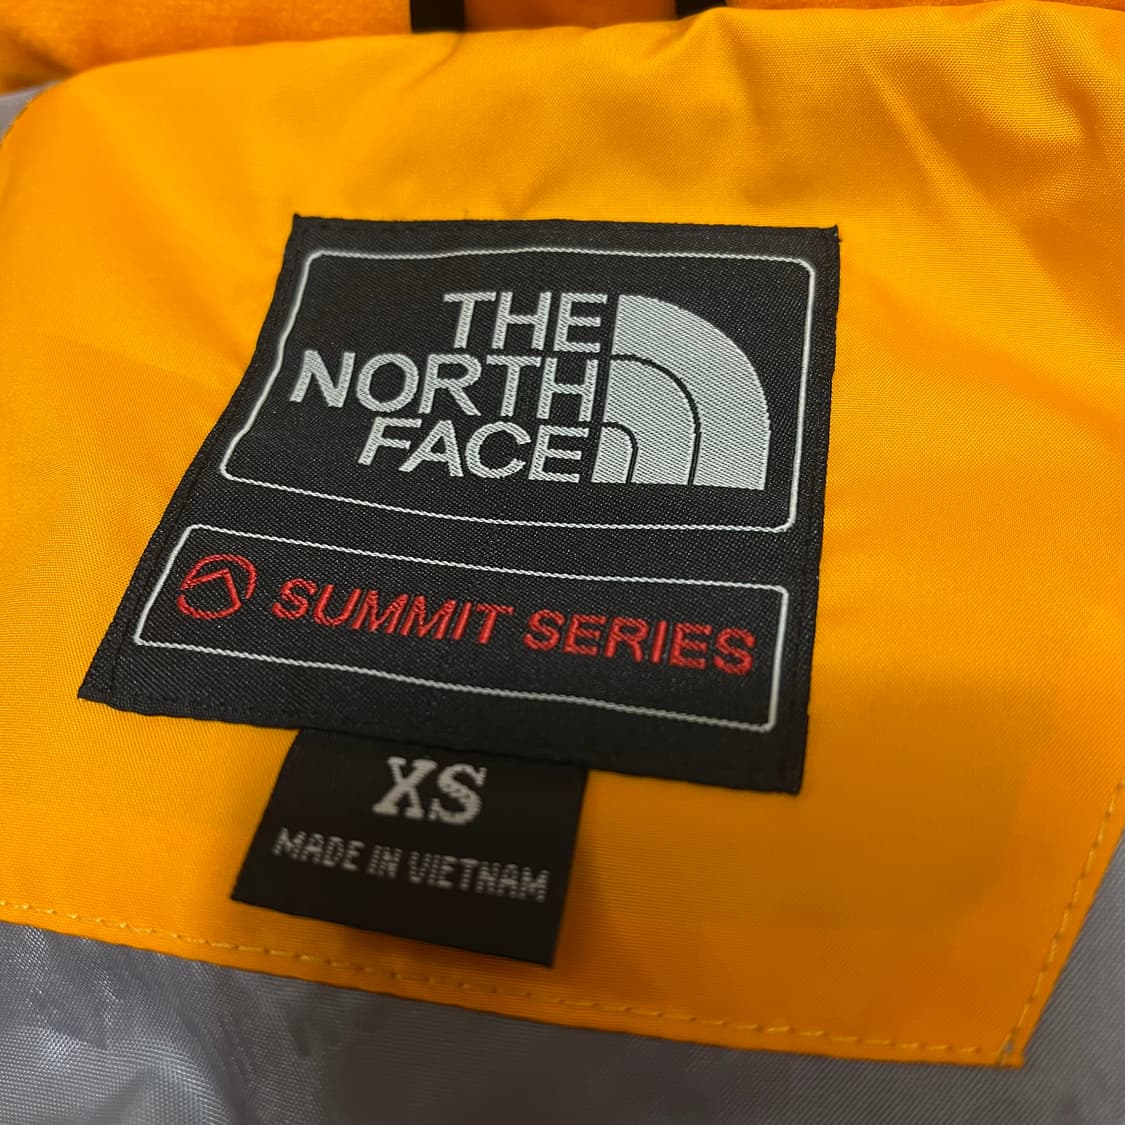 THE
NORTH
FACE
SUMMIT SERIES
XS
MADE IN VIETNAM